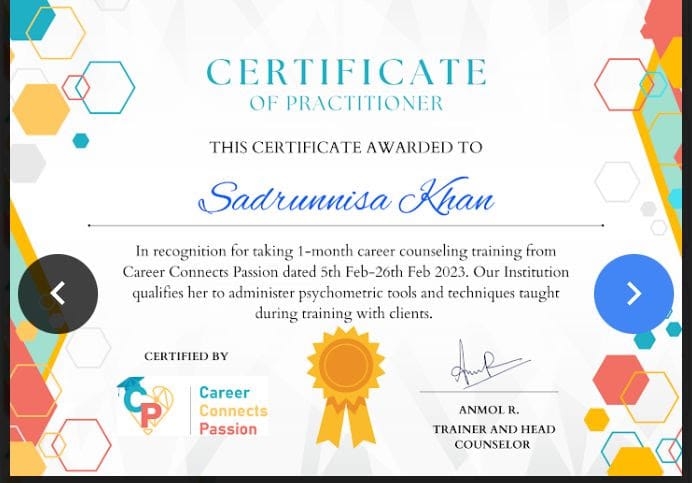 CERTIFICATE
OF PRACTITIONER
THIS CERTIFICATE AWARDED TO
Sadrunnisa Khan
In recognition for taking 1-month career counseling training from
Career Connects Passion dated 5th Feb-26th Feb 2023. Our Institution
qualifies her to administer psychometric tools and techniques taught
during training with clients.
CERTIFIED BY
CP
Career
Connects
Passion
ANMOL R.
TRAINER AND HEAD
COUNSELOR